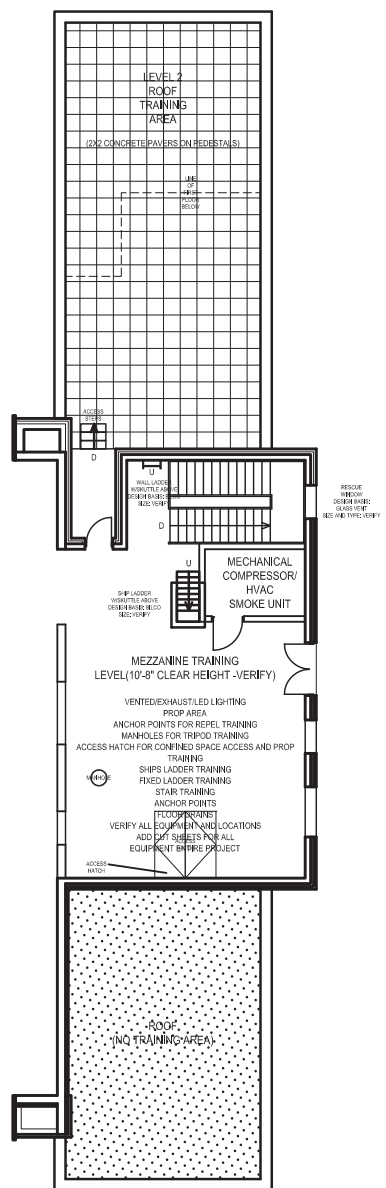 LEVEL 2
ROOF
TRAINING
AREA
(2X2 CONCRETE PAVERS ON PEDESTALS)
LINE
OF
FIRST
FLOOR
BELOW
ACCESS
STEPS
D
U
WALL LADDER
W/SKUTTLE ABOVE
DESIGN BASIS: BILCO
SIZE: VERIFY
D
RESCUE
WINDOW
DESIGN BASIS:
GLASS VENT
SIZE AND TYPE: VERIFY
U
SHIP LADDER
W/SKUTTLE ABOVE
DESIGN BASIS: BILCO
SIZE: VERIFY
MECHANICAL
COMPRESSOR/
HVAC
SMOKE UNIT
MEZZANINE TRAINING
LEVEL(10'-8" CLEAR HEIGHT -VERIFY)
VENTED/EXHAUST/LED LIGHTING
PROP AREA
ANCHOR POINTS FOR REPEL TRAINING
MANHOLES FOR TRIPOD TRAINING
ACCESS HATCH FOR CONFINED SPACE ACCESS AND PROP
TRAINING
SHIPS LADDER TRAINING
FIXED LADDER TRAINING
STAIR TRAINING
ANCHOR POINTS
FLOOR DRAINS
VERIFY ALL EQUIPMENT AND LOCATIONS
ADD CUT SHEETS FOR ALL
EQUIPMENT ENTIRE PROJECT
MANHOLE
ACCESS
ACCESS
HATCH
ROOF
(NO TRAINING AREA)